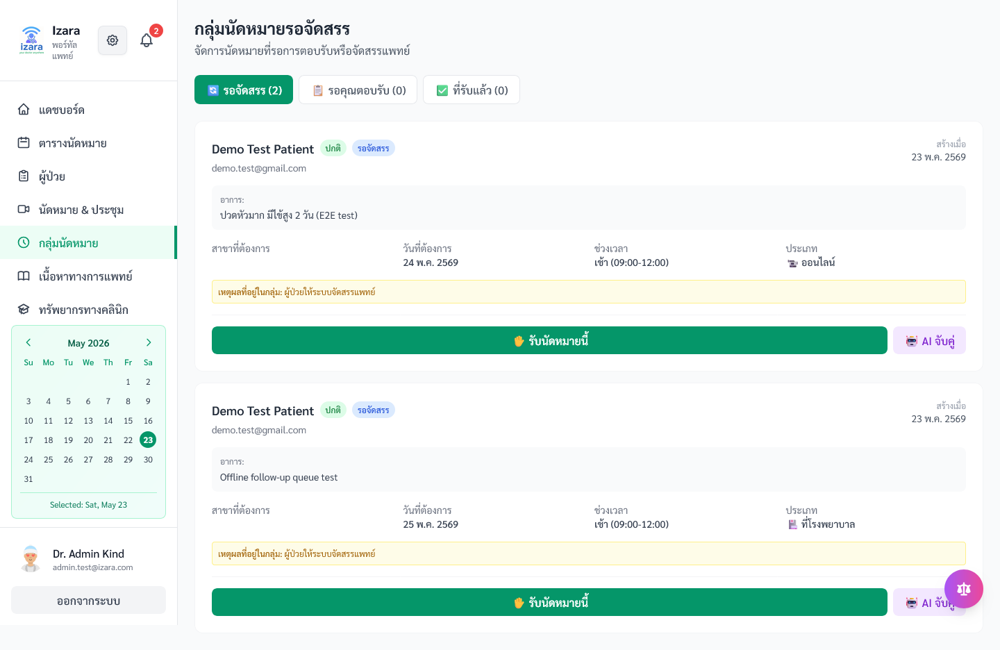 izara
your doctor anywhere
Izara
พอร์ทัล
แพทย์
2
แดชบอร์ด
ตารางนัดหมาย
ผู้ป่วย
นัดหมาย & ประชุม
กลุ่มนัดหมาย
เนื้อหาทางการแพทย์
ทรัพยากรทางคลินิก
May 2026
Su Mo Tu We Th Fr Sa
1 2
3 4 5 6 7 8 9
10 11 12 13 14 15 16
17 18 19 20 21 22 23
24 25 26 27 28 29 30
31
Selected: Sat, May 23
Dr. Admin Kind
admin.test@izara.com
ออกจากระบบ
กลุ่มนัดหมายรอจัดสรร
จัดการนัดหมายที่รอการตอบรับหรือจัดสรรแพทย์
รอจัดสรร (2) รอคุณตอบรับ (0) ที่รับแล้ว (0)
Demo Test Patient ปกติ รอจัดสรร
สร้างเมื่อ
23 พ.ค. 2569
demo.test@gmail.com
อาการ:
ปวดหัวมาก มีไข้สูง 2 วัน (E2E test)
สาขาที่ต้องการ วันที่ต้องการ ช่วงเวลา ประเภท
24 พ.ค. 2569 เช้า (09:00-12:00) ออนไลน์
เหตุผลที่อยู่ในกลุ่ม: ผู้ป่วยให้ระบบจัดสรรแพทย์
รับนัดหมายนี้ AI จับคู่
Demo Test Patient ปกติ รอจัดสรร
สร้างเมื่อ
23 พ.ค. 2569
demo.test@gmail.com
อาการ:
Offline follow-up queue test
สาขาที่ต้องการ วันที่ต้องการ ช่วงเวลา ประเภท
25 พ.ค. 2569 เช้า (09:00-12:00) ที่โรงพยาบาล
เหตุผลที่อยู่ในกลุ่ม: ผู้ป่วยให้ระบบจัดสรรแพทย์
รับนัดหมายนี้ AI จับคู่